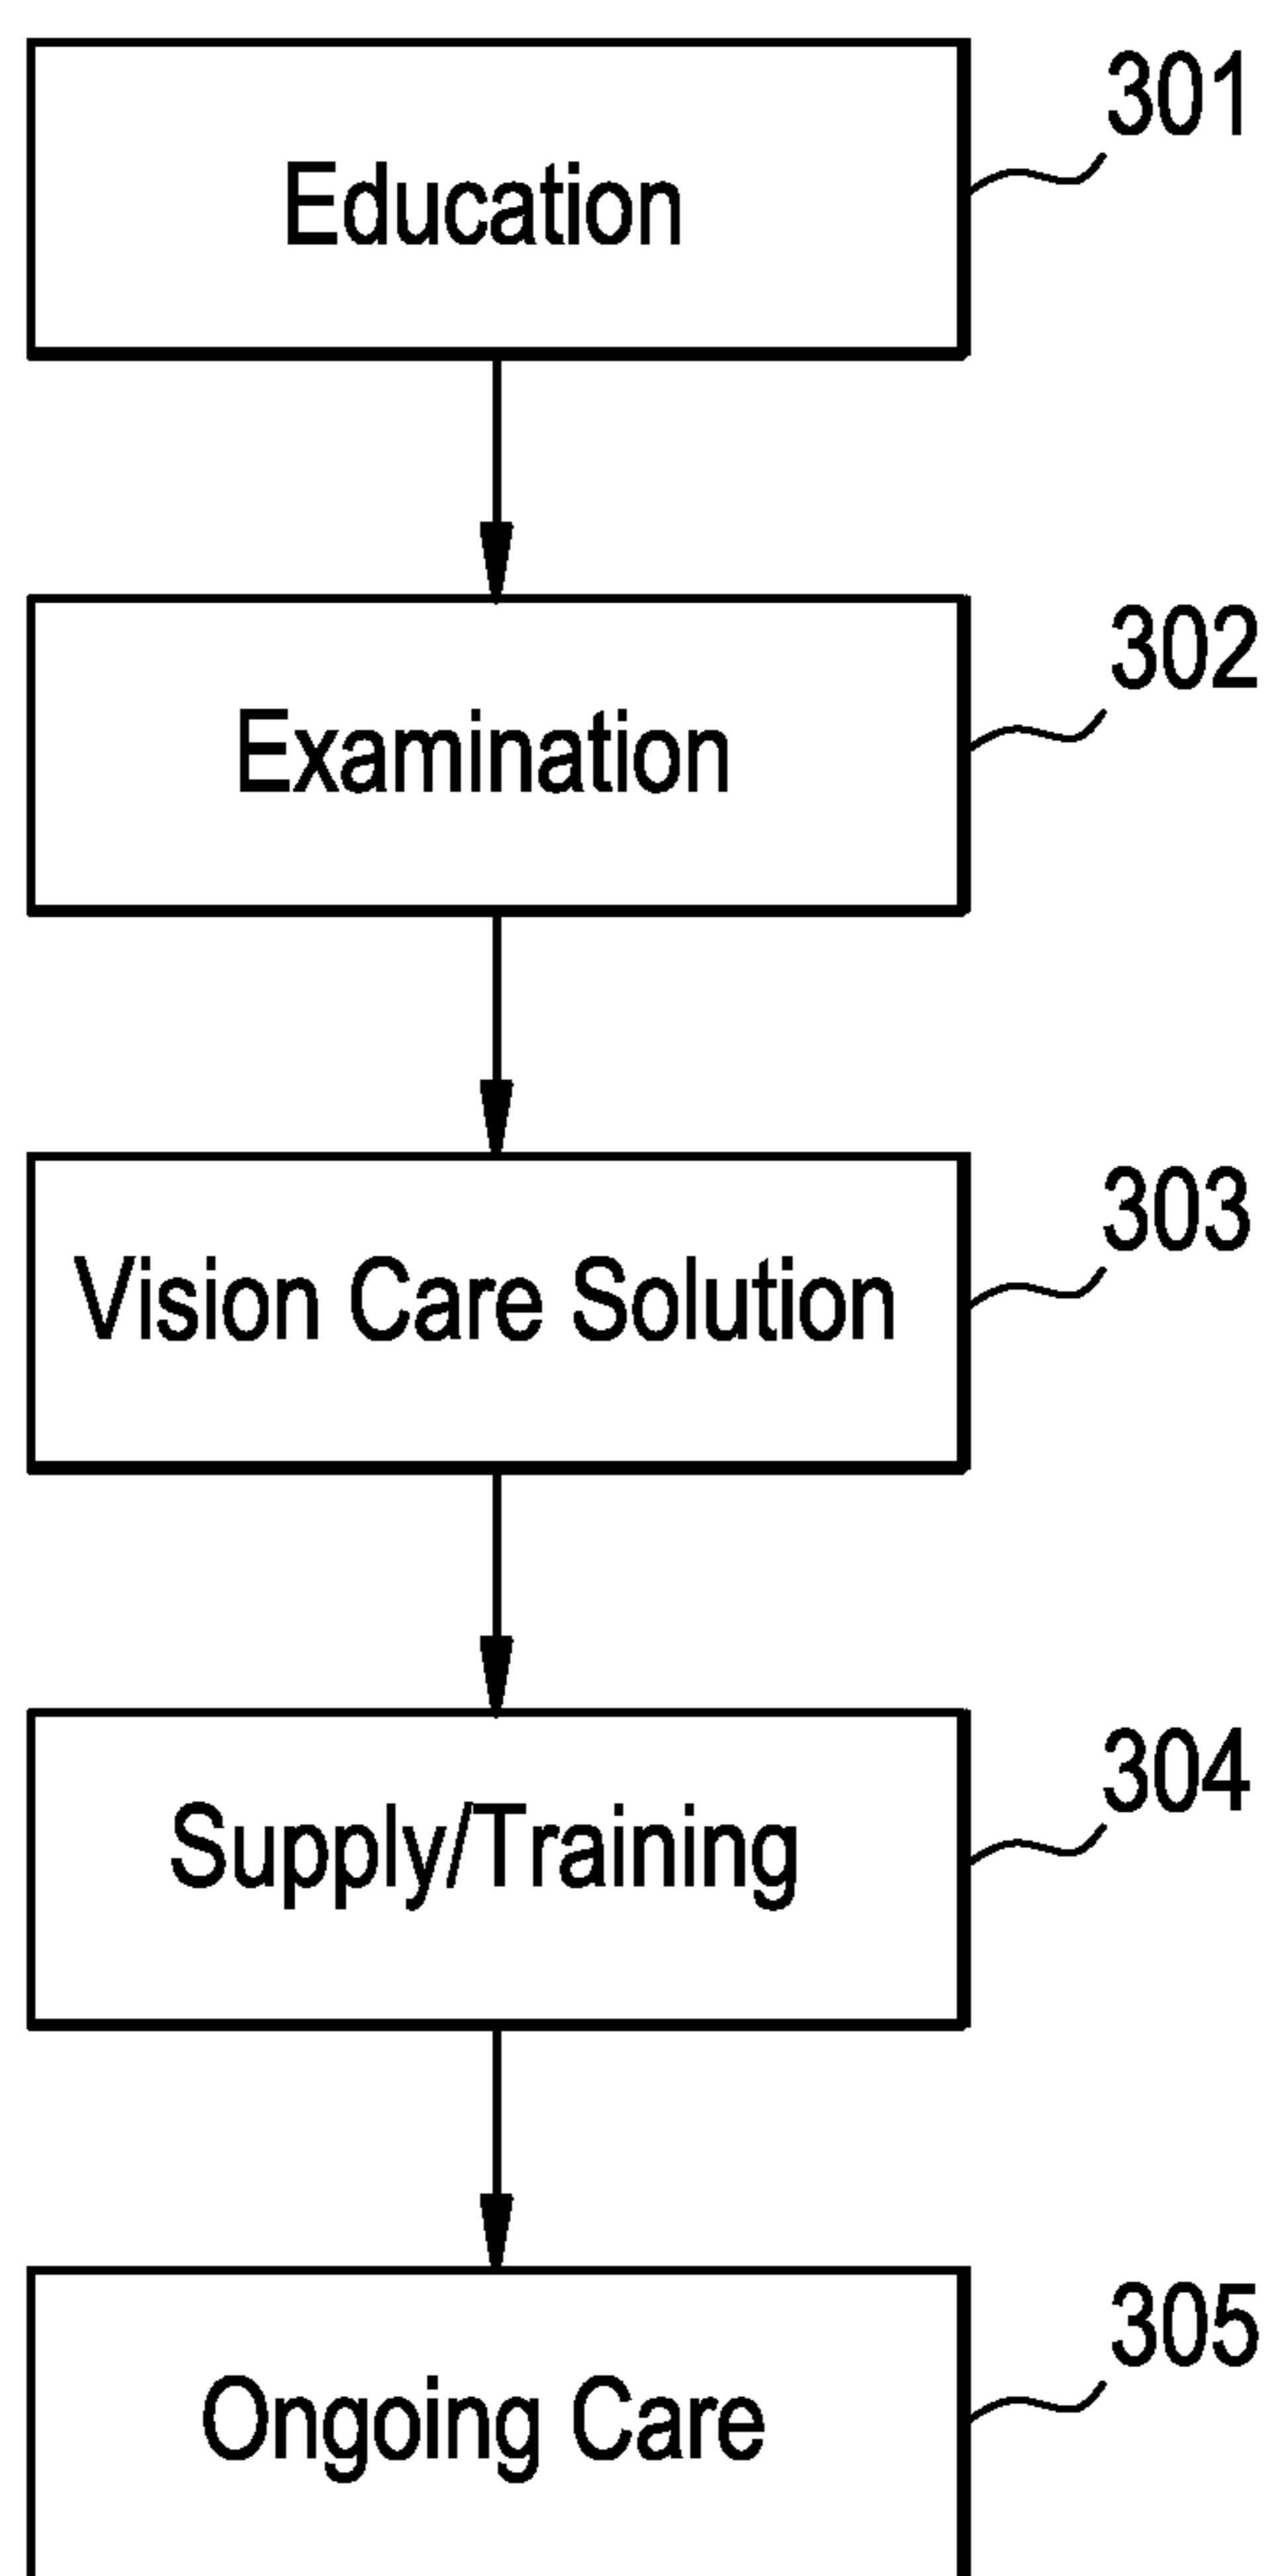 301
Education
302
Examination
303
Vision Care Solution
304
Supply/Training
305
Ongoing Care